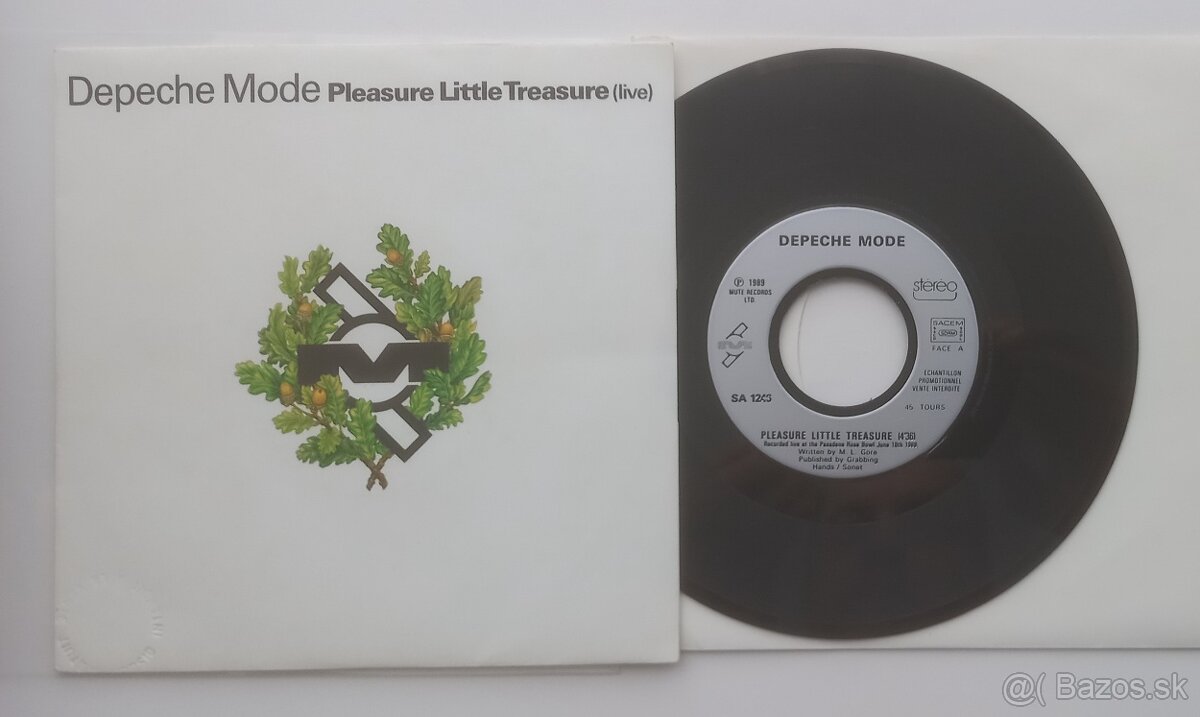 Depeche Mode Pleasure Little Treasure (live)
DEPECHE MODE
℗ 1989
MUTE RECORDS
LTD.
stéréo
SACEM
FACE A
ECHANTILLON
PROMOTIONNEL
VENTE INTERDITE
SA 1243
45 TOURS
PLEASURE LITTLE TREASURE (4'36)
Recorded live at the Pasadena Rose Bowl June 18th 1988
Written by M. L. Gore
Published by Grabbing
Hands / Sonet
@( Bazos.sk